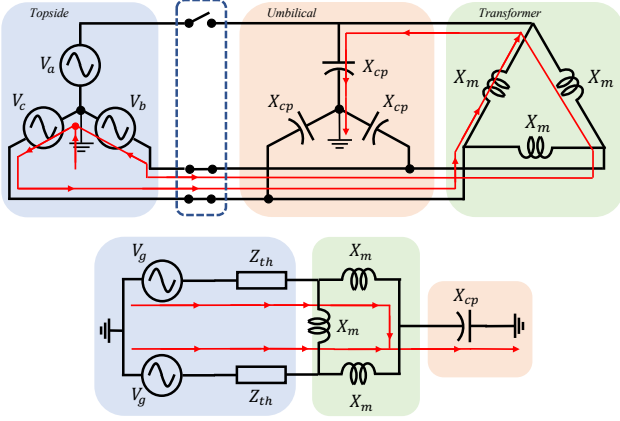 Topside
Umbilical
Transformer
V_a
X_cp
X_m
X_m
V_c
V_b
X_cp
X_cp
X_m
V_g
Z_th
X_m
X_cp
X_m
V_g
Z_th
X_m